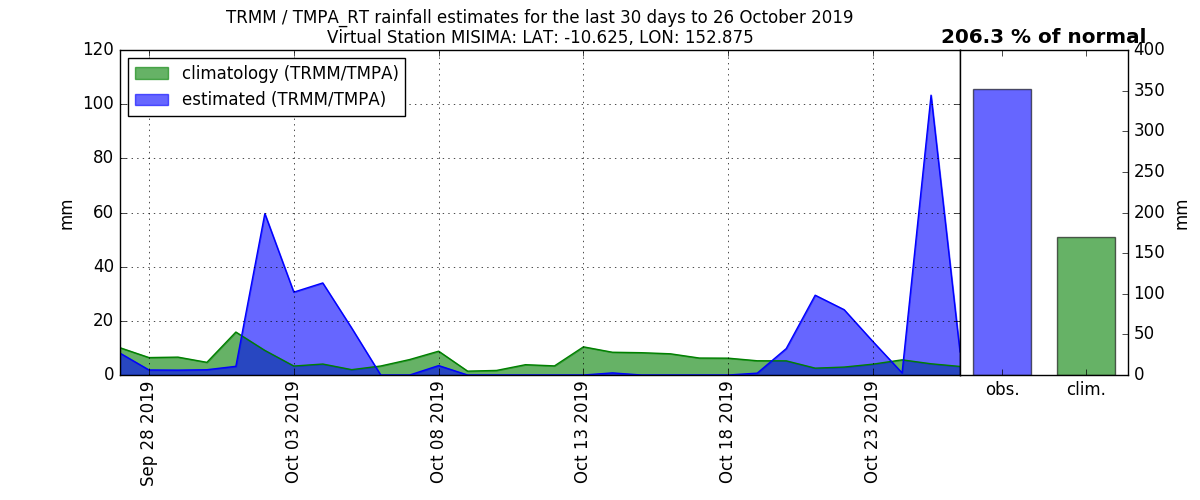 TRMM / TMPA_RT rainfall estimates for the last 30 days to 26 October 2019
Virtual Station MISIMA: LAT: -10.625, LON: 152.875
206.3 % of normal
climatology (TRMM/TMPA)
estimated (TRMM/TMPA)
mm
120
100
80
60
40
20
0
Sep 28 2019
Oct 03 2019
Oct 08 2019
Oct 13 2019
Oct 18 2019
Oct 23 2019
obs.
clim.
400
350
300
250
200
150
100
50
0
mm